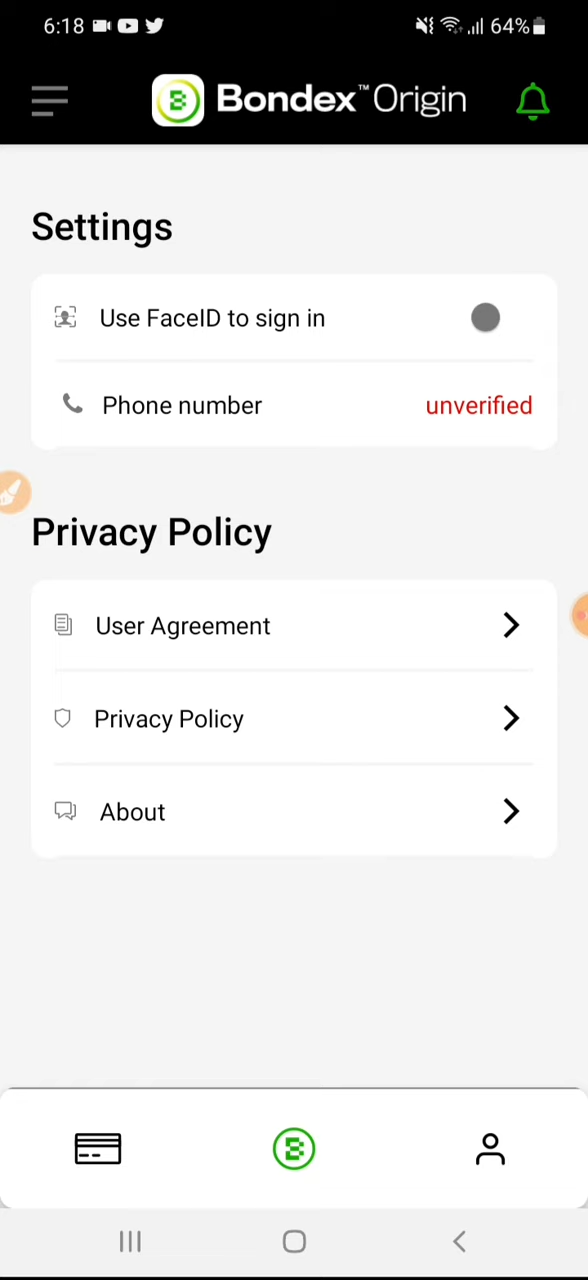 6:18 64%
Bondex™ Origin
Settings
Use FaceID to sign in
Phone number unverified
Privacy Policy
User Agreement
Privacy Policy
About